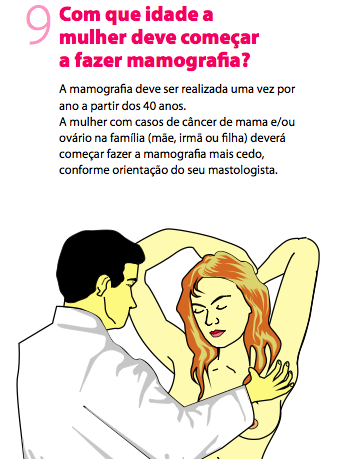 9 Com que idade a
mulher deve começar
a fazer mamografia?
A mamografia deve ser realizada uma vez por
ano a partir dos 40 anos.
A mulher com casos de câncer de mama e/ou
ovário na família (mãe, irmã ou filha) deverá
começar fazer a mamografia mais cedo,
conforme orientação do seu mastologista.